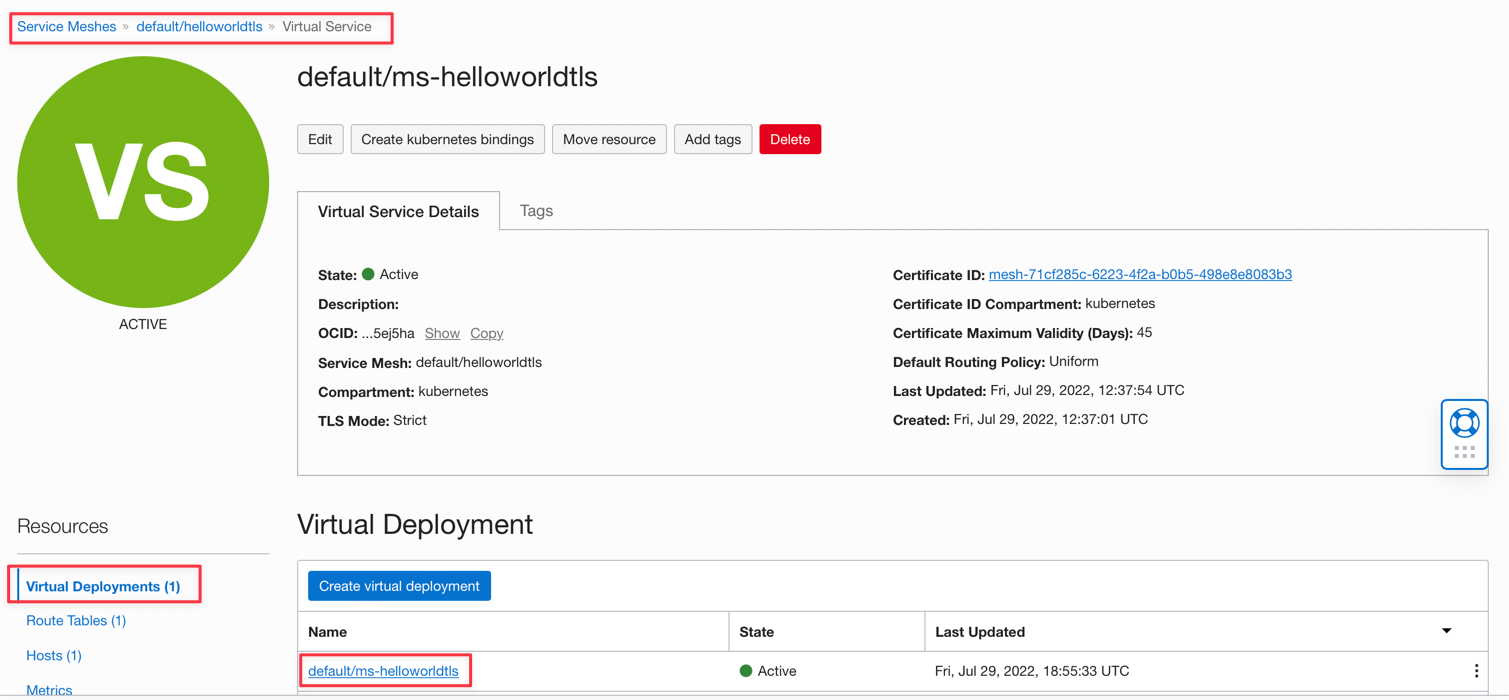 Service Meshes » default/helloworldtls » Virtual Service
VS
ACTIVE
default/ms-helloworldtls
Edit Create kubernetes bindings Move resource Add tags Delete
Virtual Service Details Tags
State: Active
Description:
OCID: ...5ej5ha Show Copy
Service Mesh: default/helloworldtls
Compartment: kubernetes
TLS Mode: Strict
Certificate ID: mesh-71cf285c-6223-4f2a-b0b5-498e8e8083b3
Certificate ID Compartment: kubernetes
Certificate Maximum Validity (Days): 45
Default Routing Policy: Uniform
Last Updated: Fri, Jul 29, 2022, 12:37:54 UTC
Created: Fri, Jul 29, 2022, 12:37:01 UTC
Resources
Virtual Deployments (1)
Route Tables (1)
Hosts (1)
Metrics
Virtual Deployment
Create virtual deployment
Name State Last Updated
default/ms-helloworldtls Active Fri, Jul 29, 2022, 18:55:33 UTC